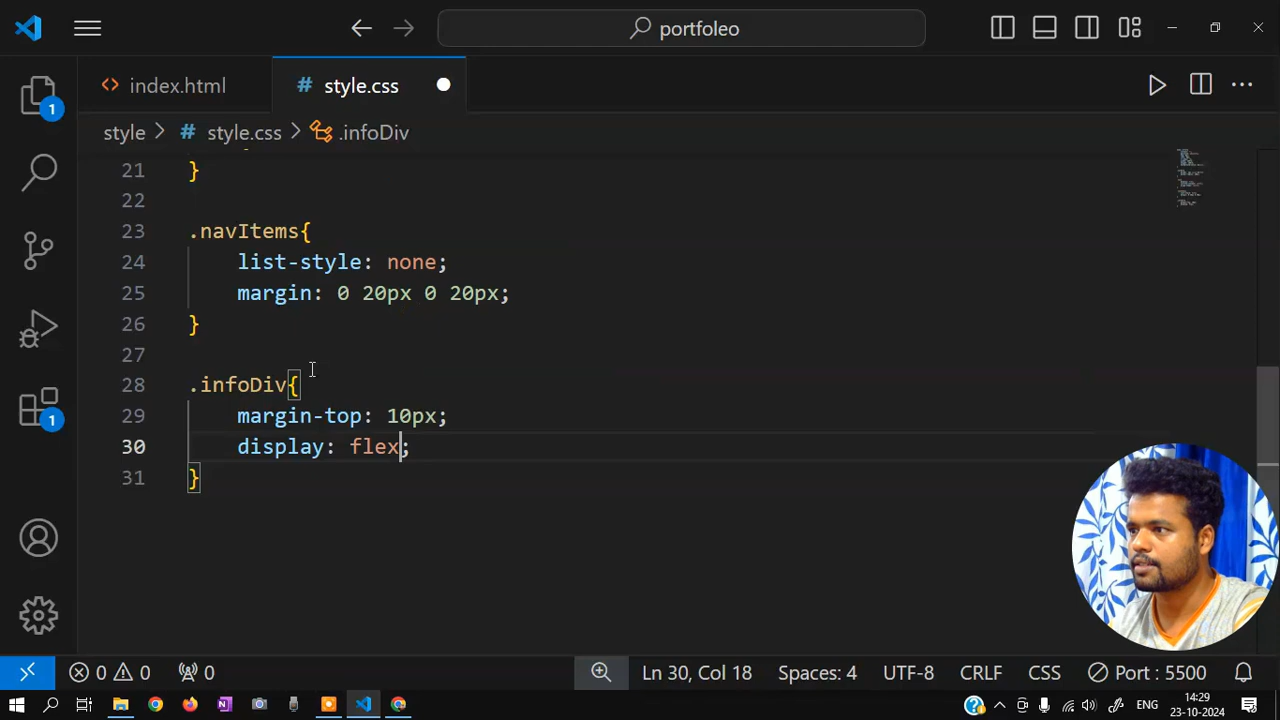 portfoleo
index.html
# style.css
style > # style.css > .infoDiv
21 }
22
23 .navItems{
24 list-style: none;
25 margin: 0 20px 0 20px;
26 }
27
28 .infoDiv{
29 margin-top: 10px;
30 display: flex;
31 }
1
1
0 0 0
Ln 30, Col 18 Spaces: 4 UTF-8 CRLF CSS Port : 5500
ENG
14:29
23-10-2024